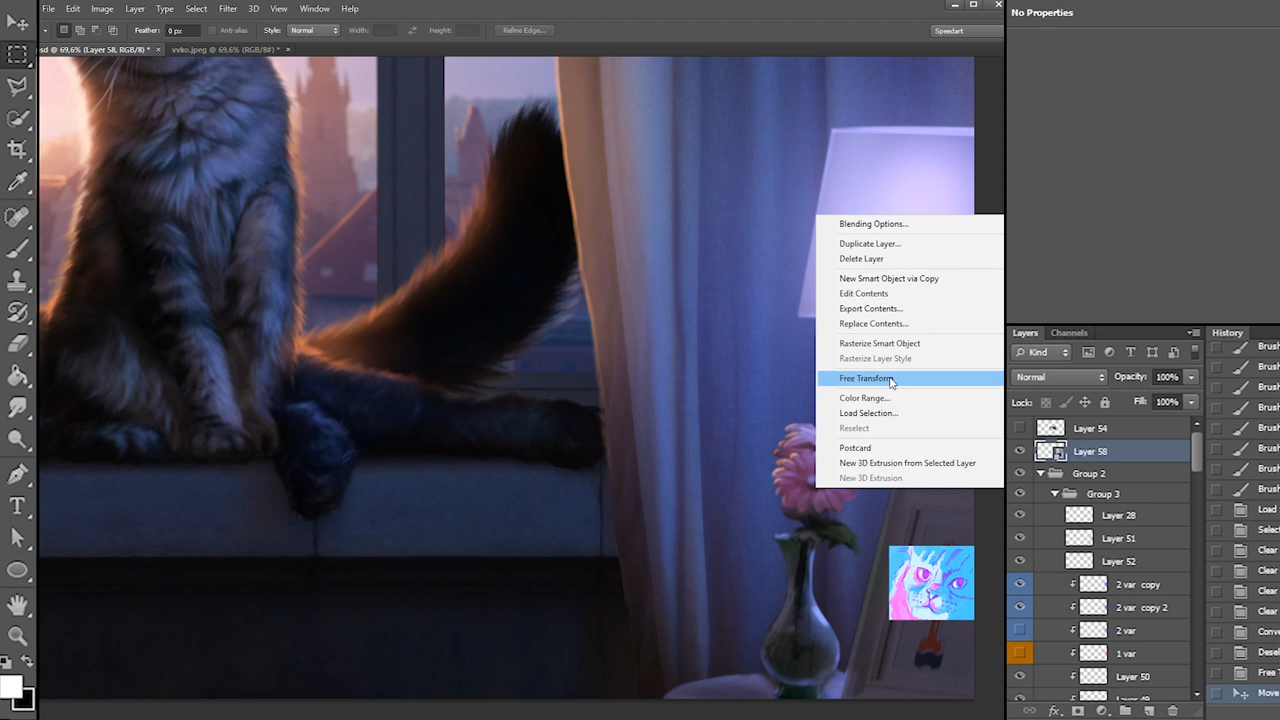 File Edit Image Layer Type Select Filter 3D View Window Help
No Properties
Feather: 0 px Anti-alias Style: Normal Width: Height: Refine Edge... Speedart
sd @ 69,6% (Layer 58, RGB/8) * × vvko.jpeg @ 69,6% (RGB/8#) * ×
Blending Options...
Duplicate Layer...
Delete Layer
New Smart Object via Copy
Edit Contents
Export Contents...
Replace Contents...
Rasterize Smart Object
Rasterize Layer Style
Free Transform
Color Range...
Load Selection...
Reselect
Postcard
New 3D Extrusion from Selected Layer
New 3D Extrusion
Layers Channels
Kind
Normal Opacity: 100%
Lock: Fill: 100%
Layer 54
Layer 58
Group 2
Group 3
Layer 28
Layer 51
Layer 52
2 var copy
2 var copy 2
2 var
1 var
Layer 50
History
Brush
Brush
Brush
Brush
Brush
Brush
Brush
Brush
Load
Selec
Clear
Clear
Clear
Clear
Conve
Desel
Free T
Move